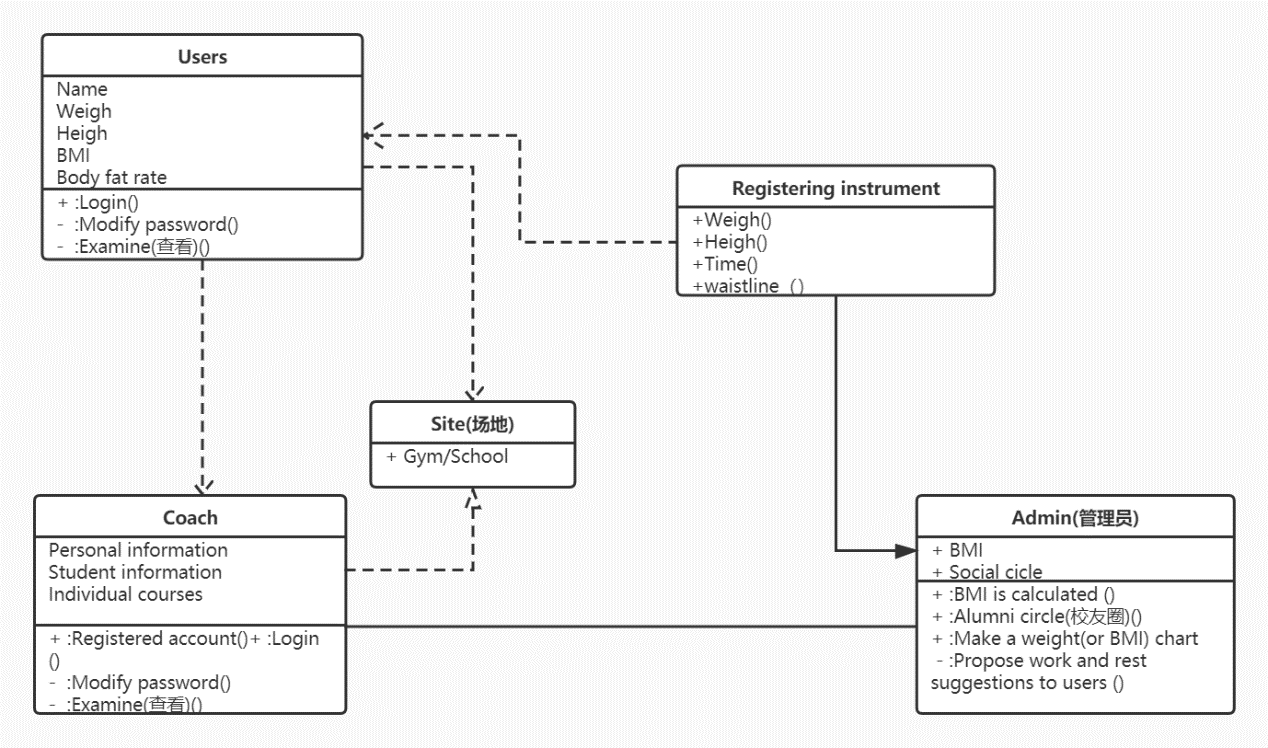 Users
Name
Weigh
Heigh
BMI
Body fat rate
+ :Login()
- :Modify password()
- :Examine(查看)()
Registering instrument
+Weigh()
+Heigh()
+Time()
+waistline（）
Site(场地)
+ Gym/School
Coach
Personal information
Student information
Individual courses
+ :Registered account()+ :Login
()
- :Modify password()
- :Examine(查看)()
Admin(管理员)
+ BMI
+ Social cicle
+ :BMI is calculated ()
+ :Alumni circle(校友圈)()
+ :Make a weight(or BMI) chart
- :Propose work and rest
suggestions to users ()